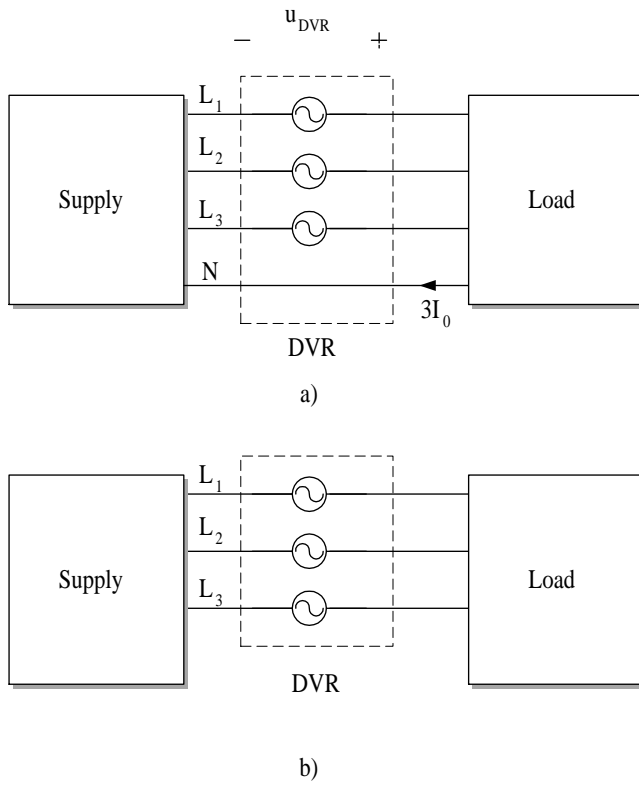 u_DVR
− +
L_1
L_2
Supply Load
L_3
N
3I_0
DVR
a)
L_1
L_2
Supply Load
L_3
DVR
b)